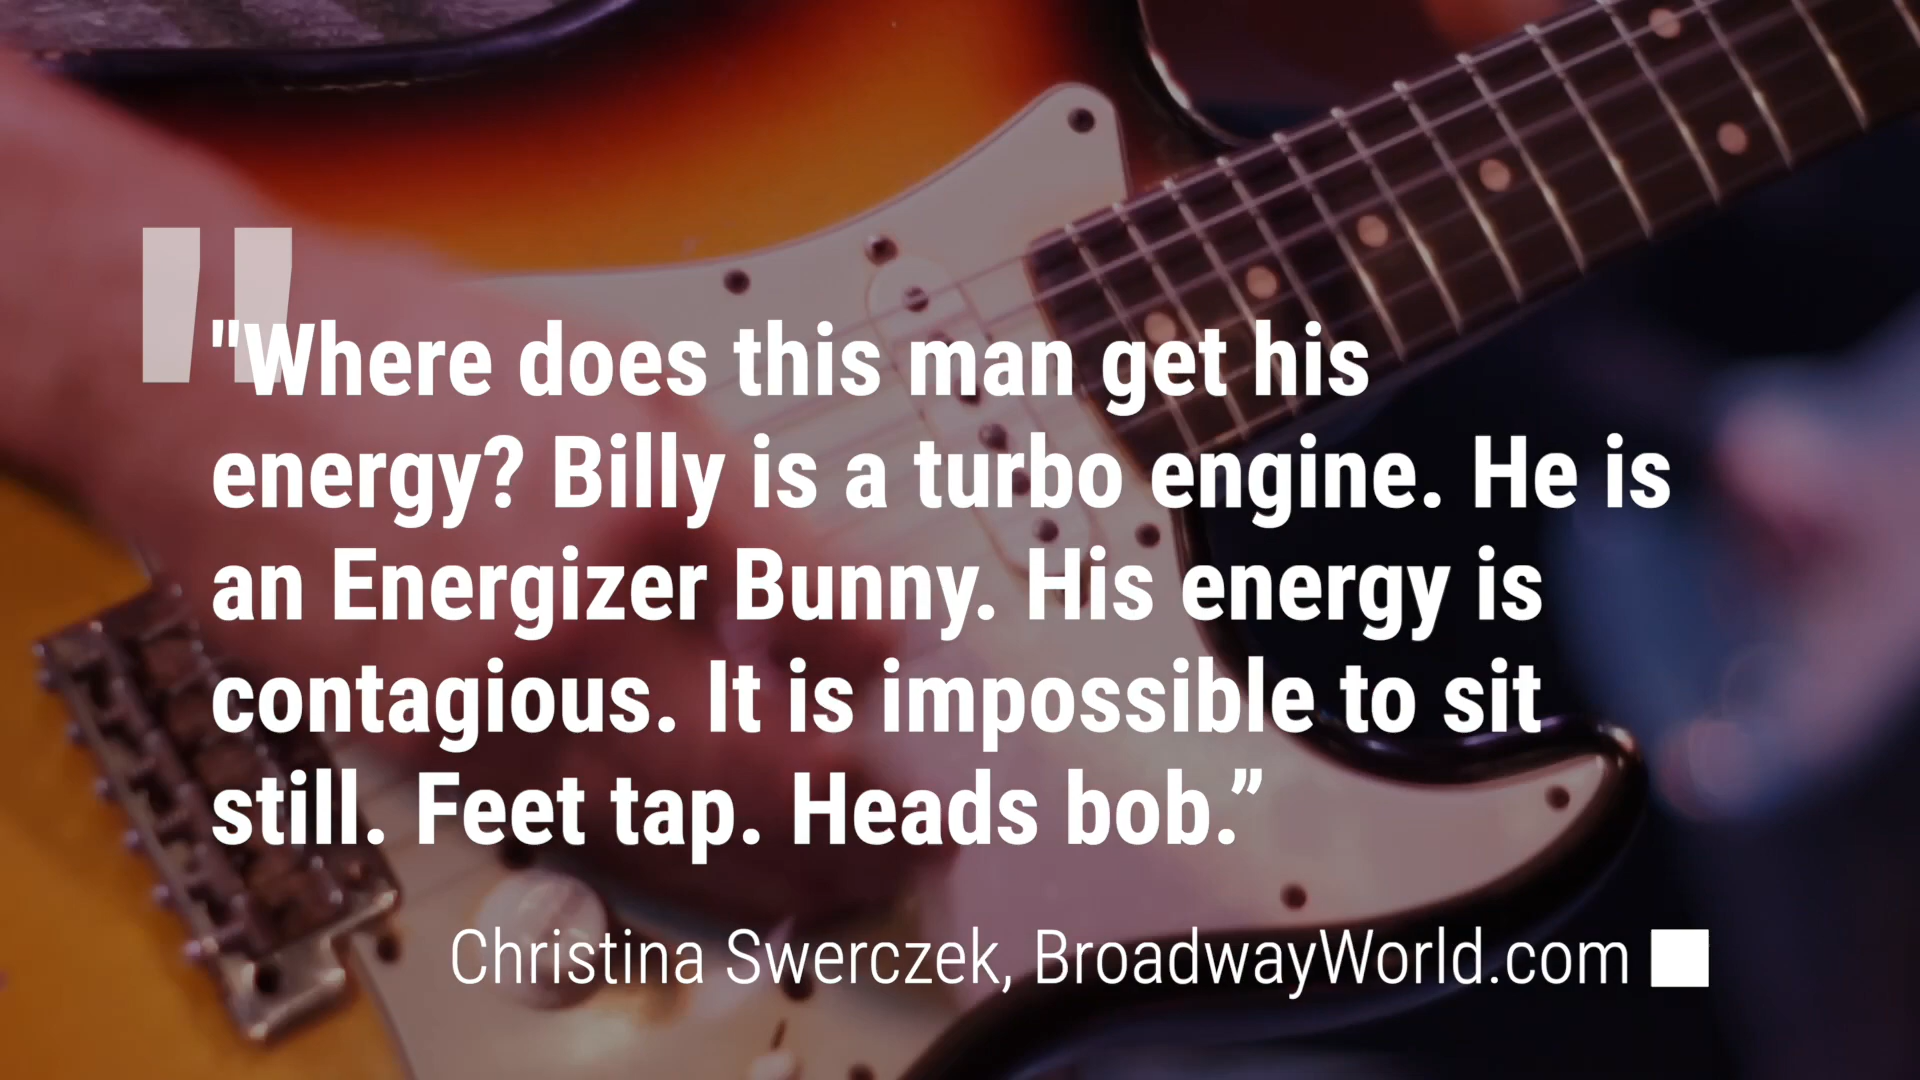 "Where does this man get his
energy? Billy is a turbo engine. He is
an Energizer Bunny. His energy is
contagious. It is impossible to sit
still. Feet tap. Heads bob.”
Christina Swerczek, BroadwayWorld.com